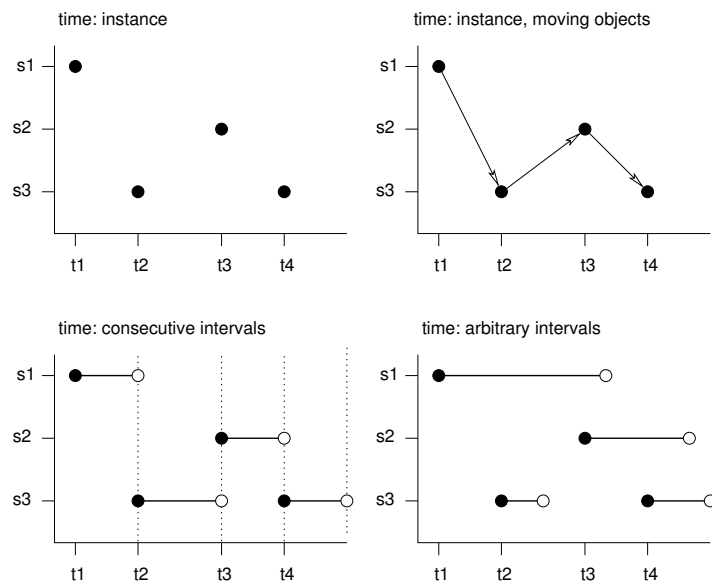 time: instance
s1
s2
s3
t1 t2 t3 t4
time: instance, moving objects
s1
s2
s3
t1 t2 t3 t4
time: consecutive intervals
s1
s2
s3
t1 t2 t3 t4
time: arbitrary intervals
s1
s2
s3
t1 t2 t3 t4